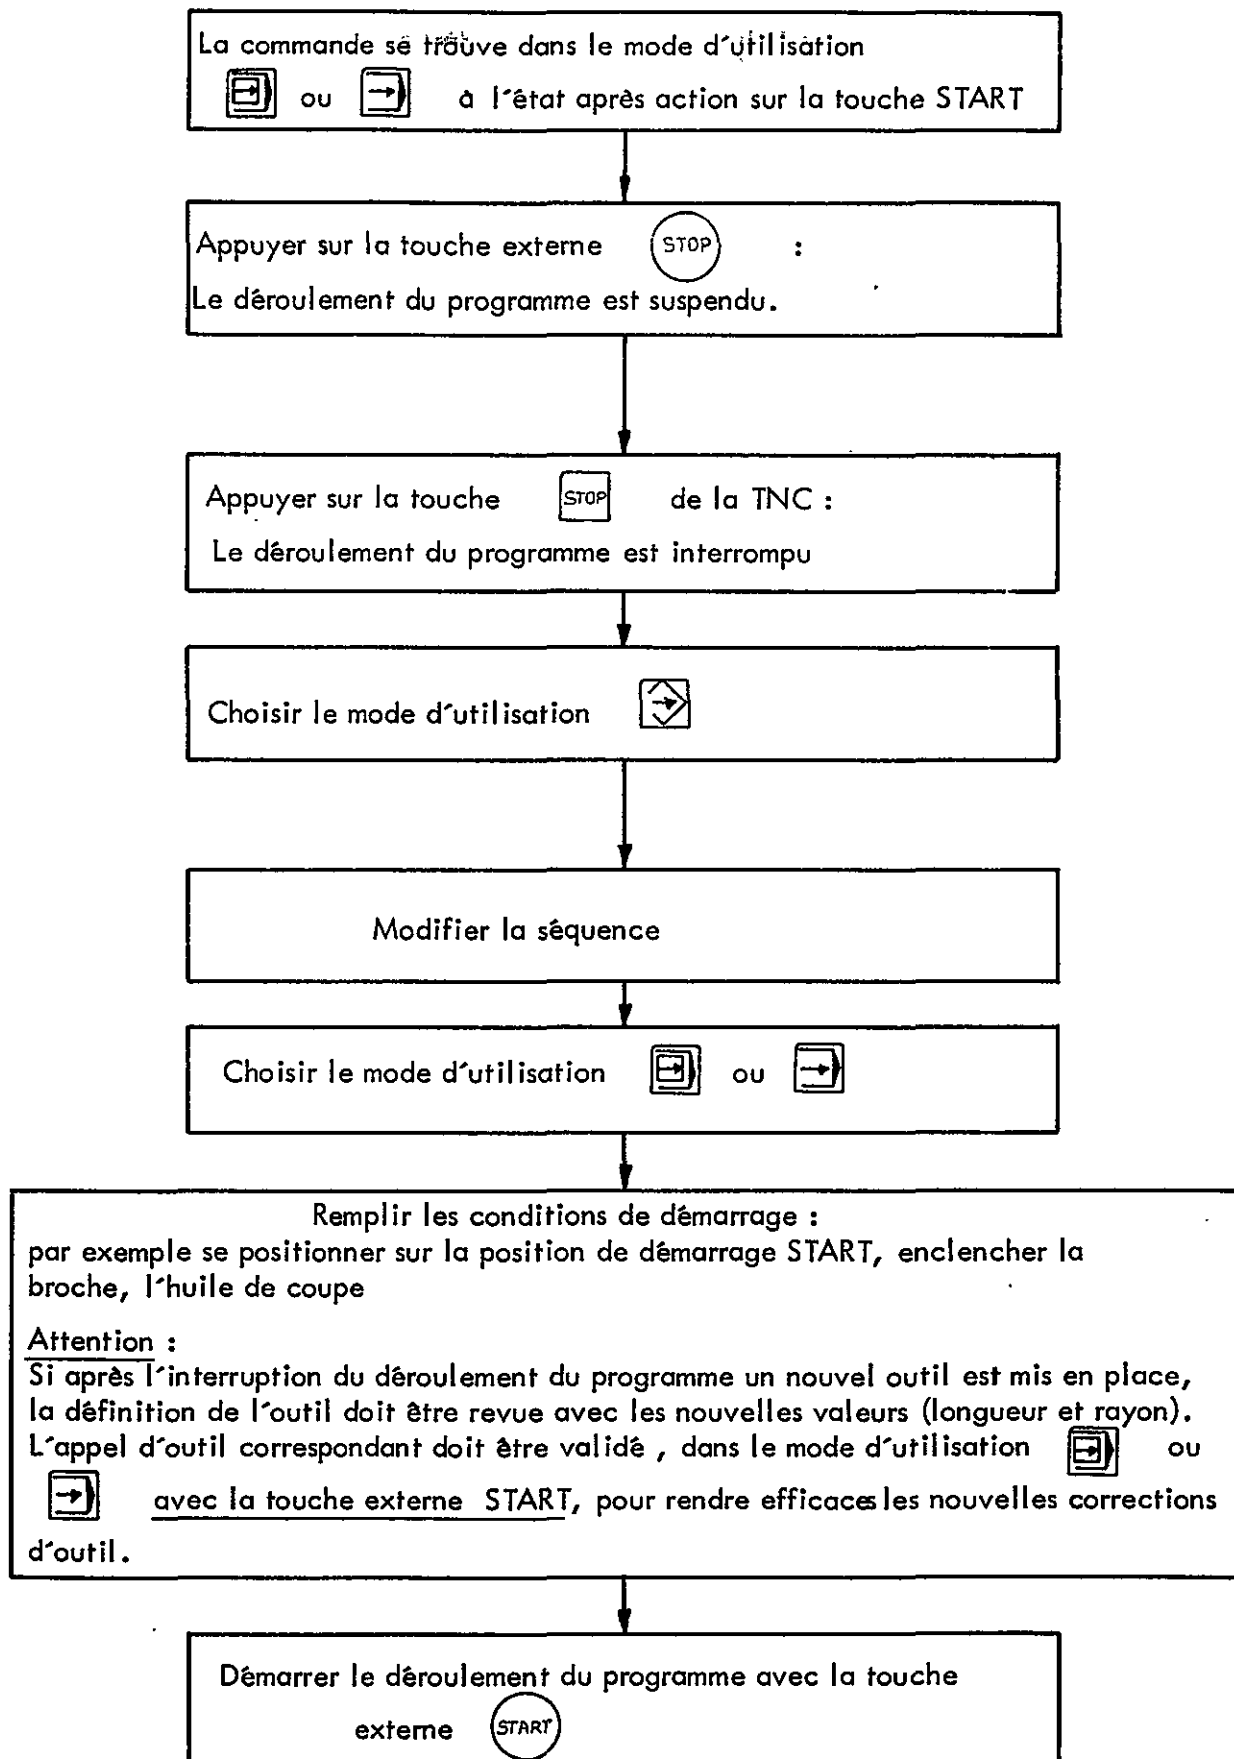 La commande se trouve dans le mode d'utilisation
ou à l'état après action sur la touche START
Appuyer sur la touche externe STOP :
Le déroulement du programme est suspendu.
Appuyer sur la touche STOP de la TNC :
Le déroulement du programme est interrompu
Choisir le mode d'utilisation
Modifier la séquence
Choisir le mode d'utilisation ou
Remplir les conditions de démarrage :
par exemple se positionner sur la position de démarrage START, enclencher la
broche, l'huile de coupe
Attention :
Si après l'interruption du déroulement du programme un nouvel outil est mis en place,
la définition de l'outil doit être revue avec les nouvelles valeurs (longueur et rayon).
L'appel d'outil correspondant doit être validé , dans le mode d'utilisation ou
avec la touche externe START, pour rendre efficaces les nouvelles corrections
d'outil.
Démarrer le déroulement du programme avec la touche
externe START